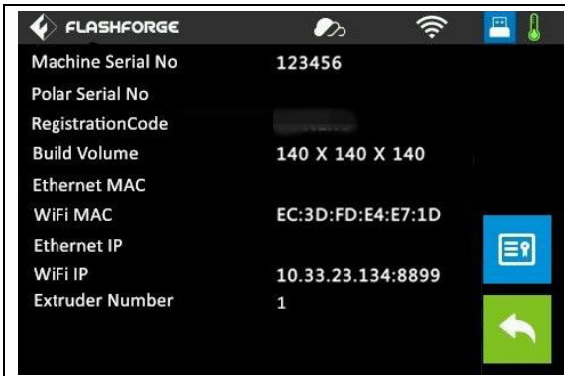 FLASHFORGE
Machine Serial No 123456
Polar Serial No
RegistrationCode
Build Volume 140 X 140 X 140
Ethernet MAC
WiFi MAC EC:3D:FD:E4:E7:1D
Ethernet IP
WiFi IP 10.33.23.134:8899
Extruder Number 1